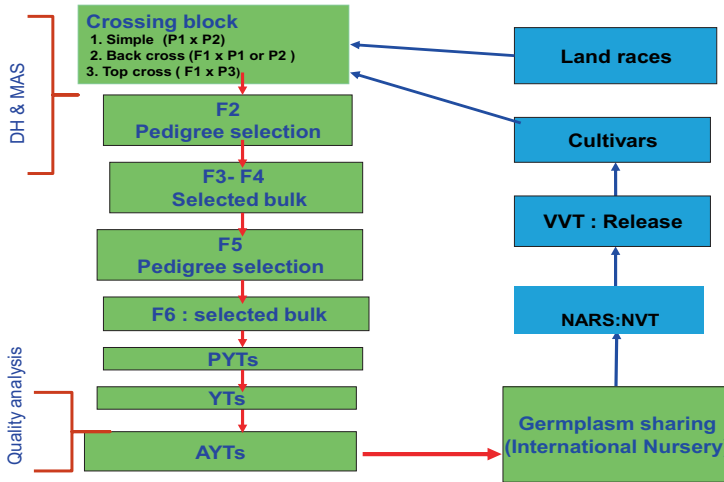 Crossing block
1. Simple (P1 x P2)
2. Back cross (F1 x P1 or P2 )
3. Top cross ( F1 x P3)
DH & MAS
F2
Pedigree selection
F3- F4
Selected bulk
F5
Pedigree selection
F6 : selected bulk
PYTs
Quality analysis
YTs
AYTs
Land races
Cultivars
VVT : Release
NARS:NVT
Germplasm sharing
(International Nursery